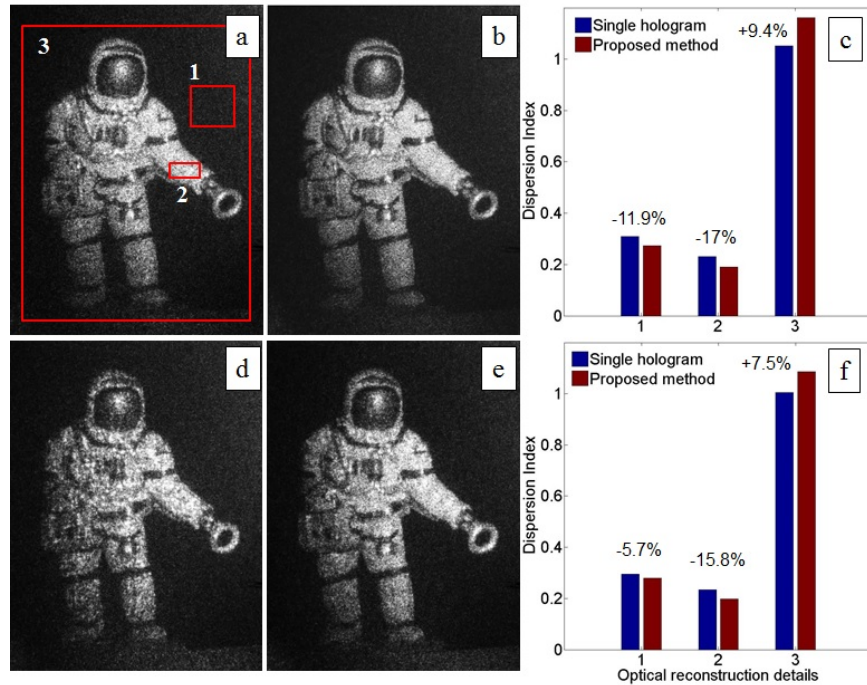 3
1
2
a
b
Dispersion Index
1
0.8
0.6
0.4
0.2
0
Single hologram
Proposed method
-11.9%
-17%
+9.4%
c
1
2
3
d
e
Dispersion Index
1
0.8
0.6
0.4
0.2
0
Single hologram
Proposed method
-5.7%
-15.8%
+7.5%
f
1
2
3
Optical reconstruction details